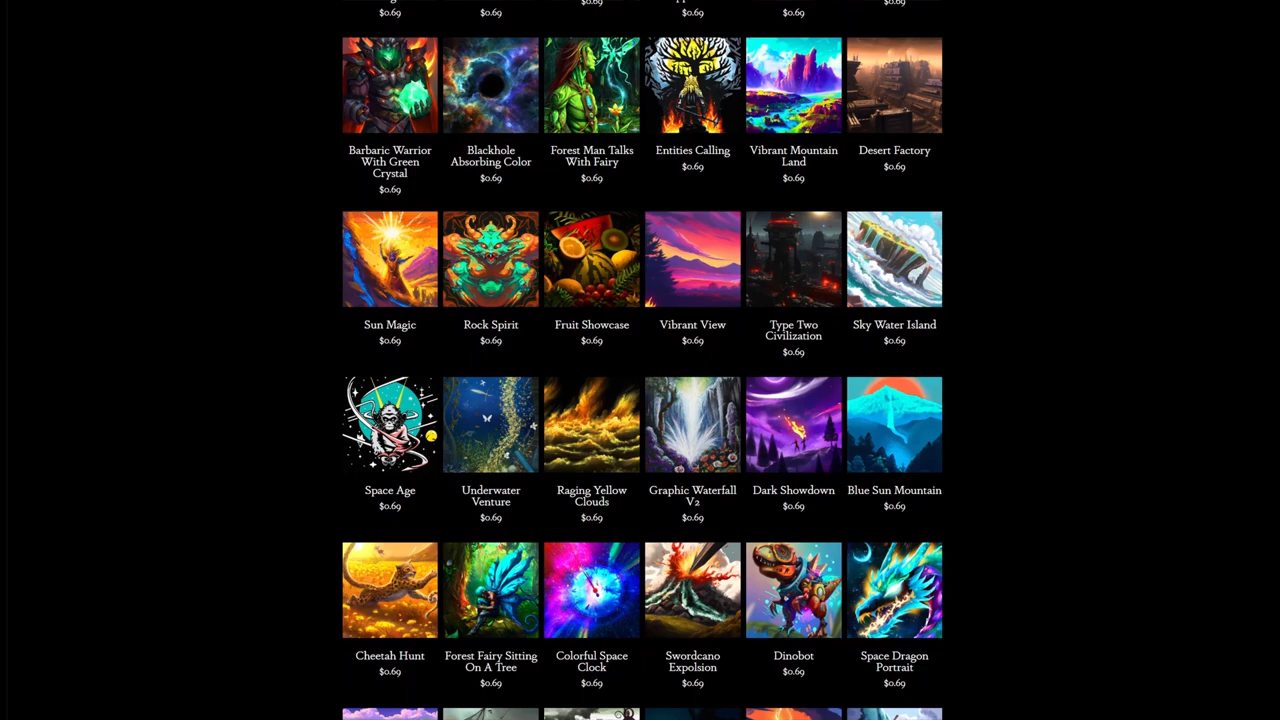 $0.69 $0.69 $0.69 $0.69 $0.69 $0.69
Barbaric Warrior Blackhole Forest Man Talks Entities Calling Vibrant Mountain Desert Factory
With Green Absorbing Color With Fairy $0.69 Land $0.69
Crystal $0.69 $0.69 $0.69
$0.69
Sun Magic Rock Spirit Fruit Showcase Vibrant View Type Two Sky Water Island
$0.69 $0.69 $0.69 $0.69 Civilization $0.69
$0.69
Space Age Underwater Raging Yellow Graphic Waterfall Dark Showdown Blue Sun Mountain
$0.69 Venture Clouds V2 $0.69 $0.69
$0.69 $0.69 $0.69
Cheetah Hunt Forest Fairy Sitting Colorful Space Swordcano Dinobot Space Dragon
$0.69 On A Tree Clock Expolsion $0.69 Portrait
$0.69 $0.69 $0.69 $0.69